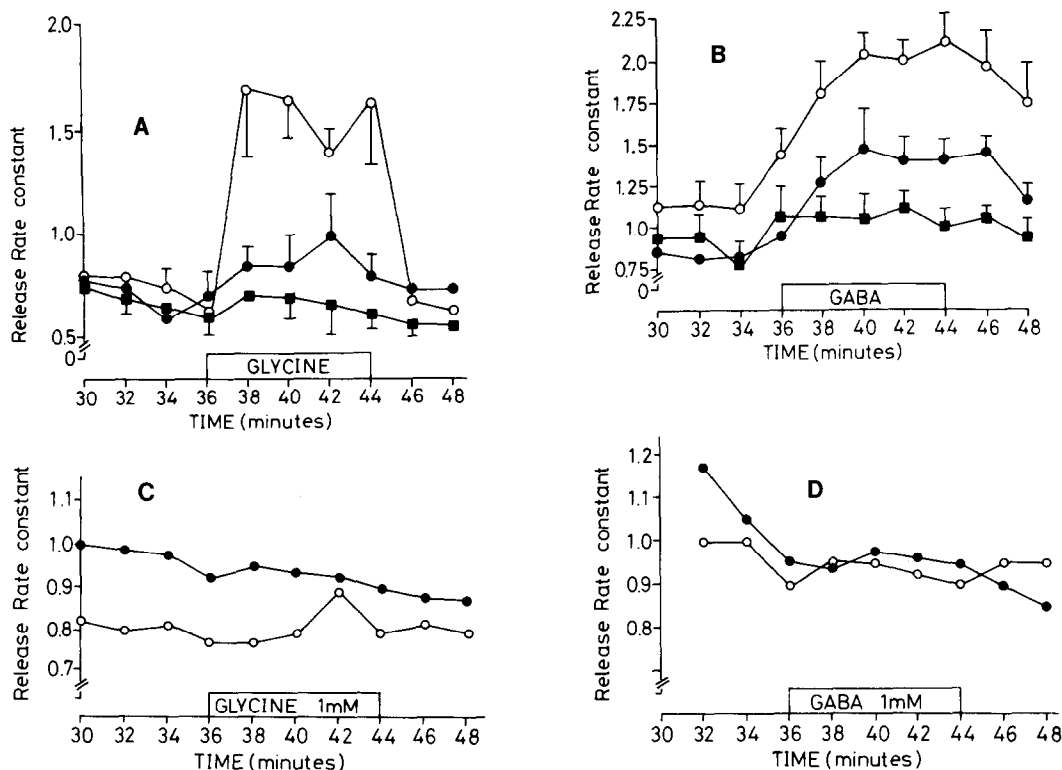 A
Release Rate constant
2.0
1.5
1.0
0.5
0
GLYCINE
30 32 34 36 38 40 42 44 46 48
TIME (minutes)
B
Release Rate constant
2.25
2.0
1.75
1.50
1.25
1.0
0.75
0
GABA
30 32 34 36 38 40 42 44 46 48
TIME (minutes)
C
Release Rate constant
1.1
1.0
0.9
0.8
0.7
GLYCINE 1mM
30 32 34 36 38 40 42 44 46 48
TIME (minutes)
D
Release Rate constant
1.2
1.1
1.0
0.9
0.8
GABA 1mM
30 32 34 36 38 40 42 44 46 48
TIME (minutes)